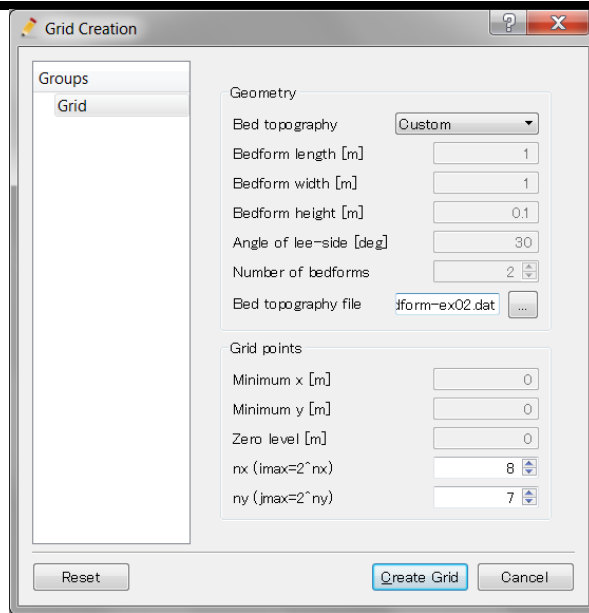 Grid Creation
Groups
Grid
Geometry
Bed topography Custom
Bedform length [m] 1
Bedform width [m] 1
Bedform height [m] 0.1
Angle of lee-side [deg] 30
Number of bedforms 2
Bed topography file dform-ex02.dat ...
Grid points
Minimum x [m] 0
Minimum y [m] 0
Zero level [m] 0
nx (imax=2^nx) 8
ny (jmax=2^ny) 7
Reset Create Grid Cancel